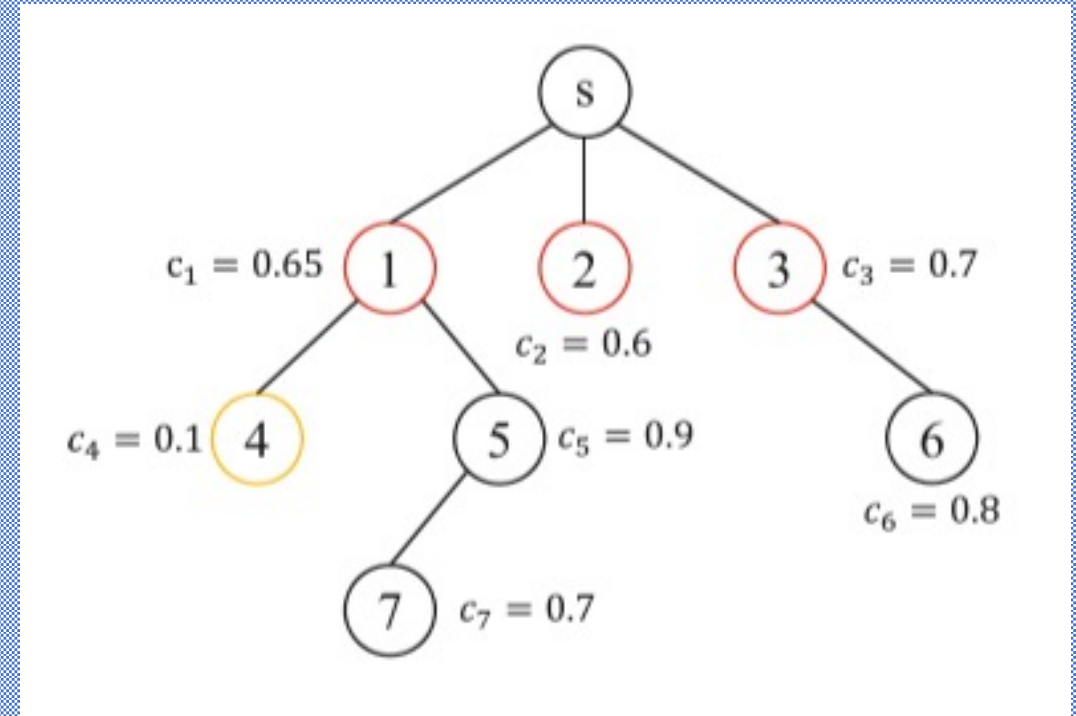 s
c₁ = 0.65 1 2 3 c₃ = 0.7
c₂ = 0.6
c₄ = 0.1 4 5 c₅ = 0.9 6
c₆ = 0.8
7 c₇ = 0.7